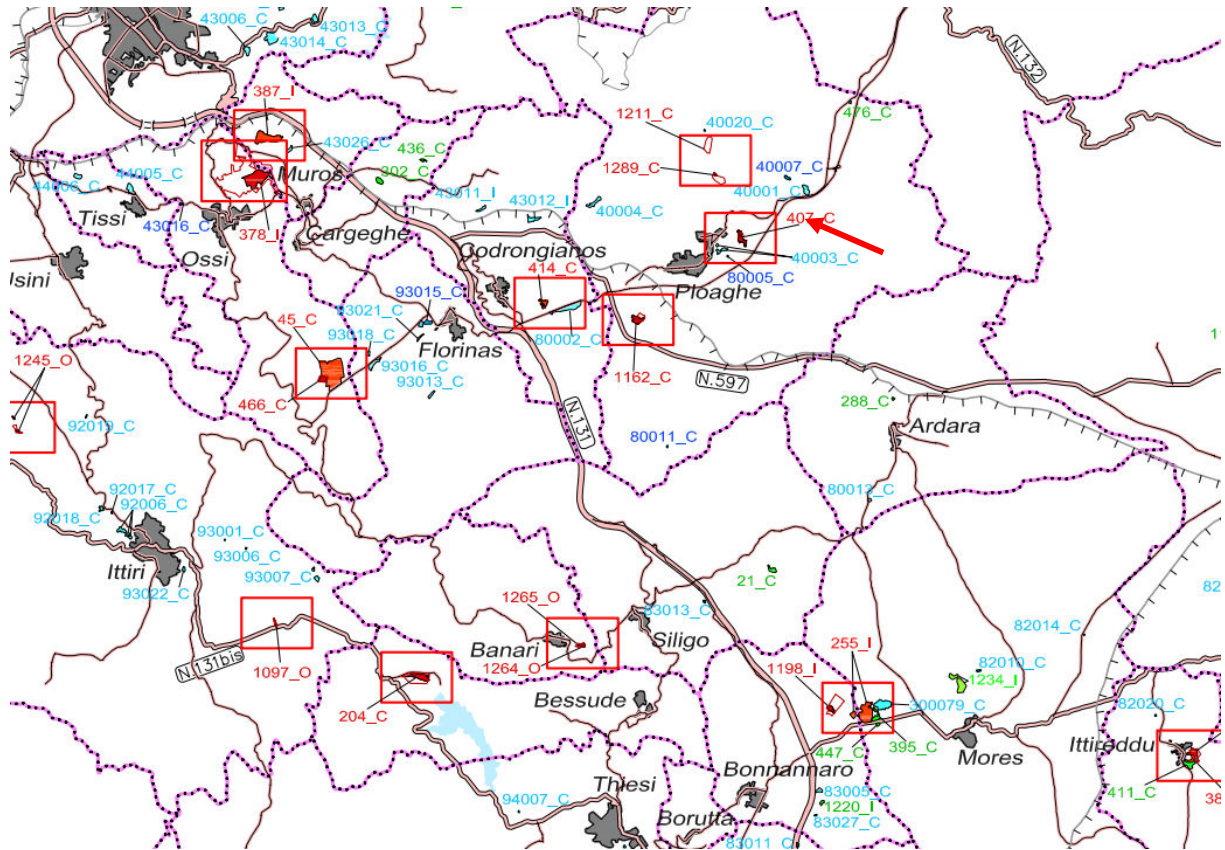 43006_C
43013_C
43014_C
N.132
387_I
1211_C
40020_C
476_C
43026_C
436_C
302_C
1289_C
40007_C
40001_C
44006_C
44005_C
Muros
43011_I
43012_I
40004_C
Tissi
43016_C
378_I
Cargeghe
407_C
Ossi
Codrongianos
40003_C
80005_C
414_C
Ploaghe
93015_C
93021_C
45_C
93018_C
Florinas
80002_C
93016_C
93013_C
1162_C
N.597
1245_O
466_C
288_C
92019_C
N.131
Ardara
80011_C
92017_C
92006_C
92018_C
80012_C
93001_C
93006_C
93007_C
Ittiri
93022_C
21_C
1265_O
83013_C
Banari
Siligo
82014_C
1264_O
255_I
N.131bis
1097_O
1198_I
82010_C
1234_I
Bessude
204_C
300079_C
82020_C
447_C
395_C
Mores
Ittireddu
Bonnannaro
Thiesi
83005_C
411_C
94007_C
1220_I
83027_C
Borutta
83011_C